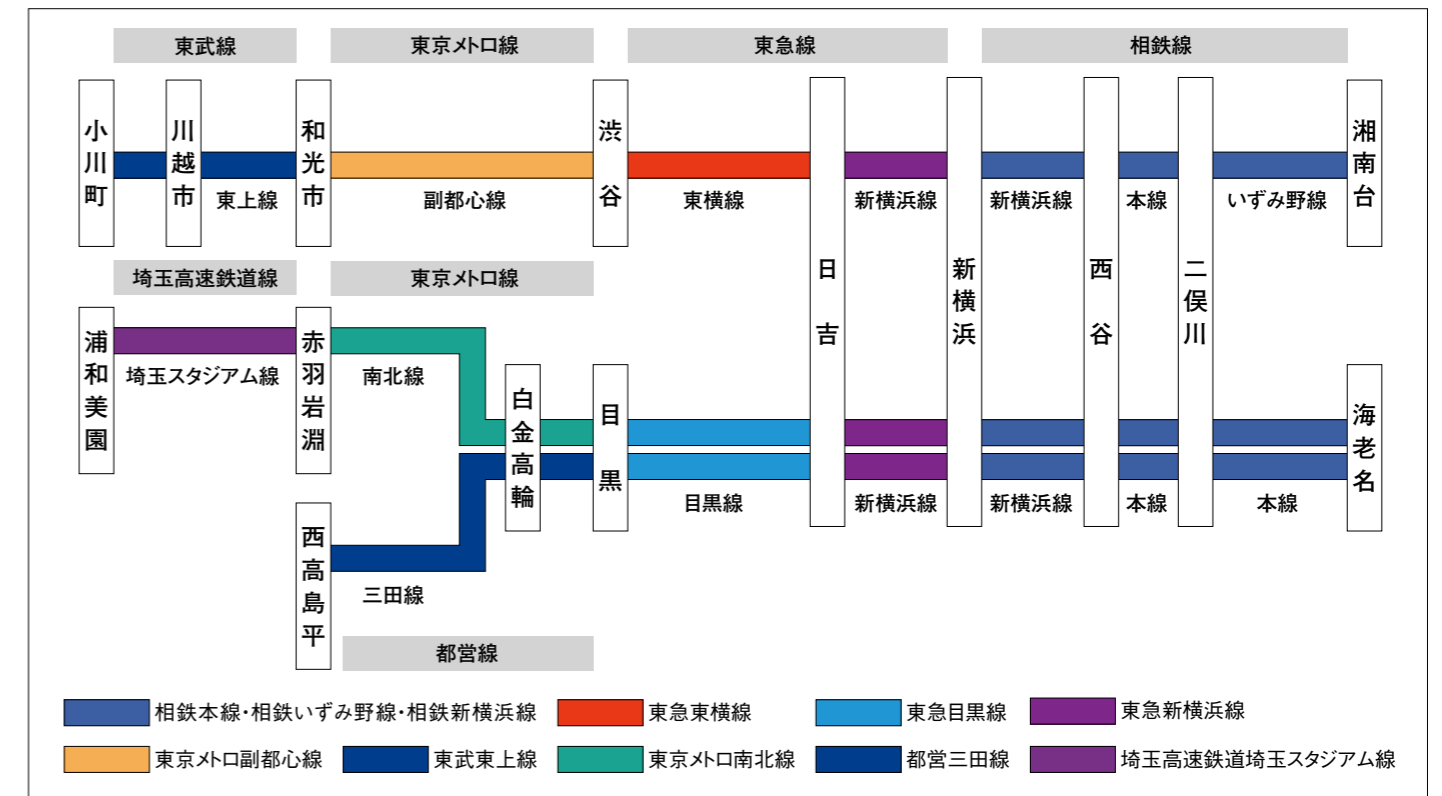 東武線
東京メトロ線
東急線
相鉄線
小川町
川越市
和光市
渋谷
日吉
新横浜
西谷
二俣川
湘南台
東上線
副都心線
東横線
新横浜線
新横浜線
本線
いずみ野線
埼玉高速鉄道線
東京メトロ線
浦和美園
赤羽岩淵
白金高輪
目黒
海老名
埼玉スタジアム線
南北線
西高島平
三田線
目黒線
新横浜線
新横浜線
本線
本線
都営線
相鉄本線・相鉄いずみ野線・相鉄新横浜線
東急東横線
東急目黒線
東急新横浜線
東京メトロ副都心線
東武東上線
東京メトロ南北線
都営三田線
埼玉高速鉄道埼玉スタジアム線